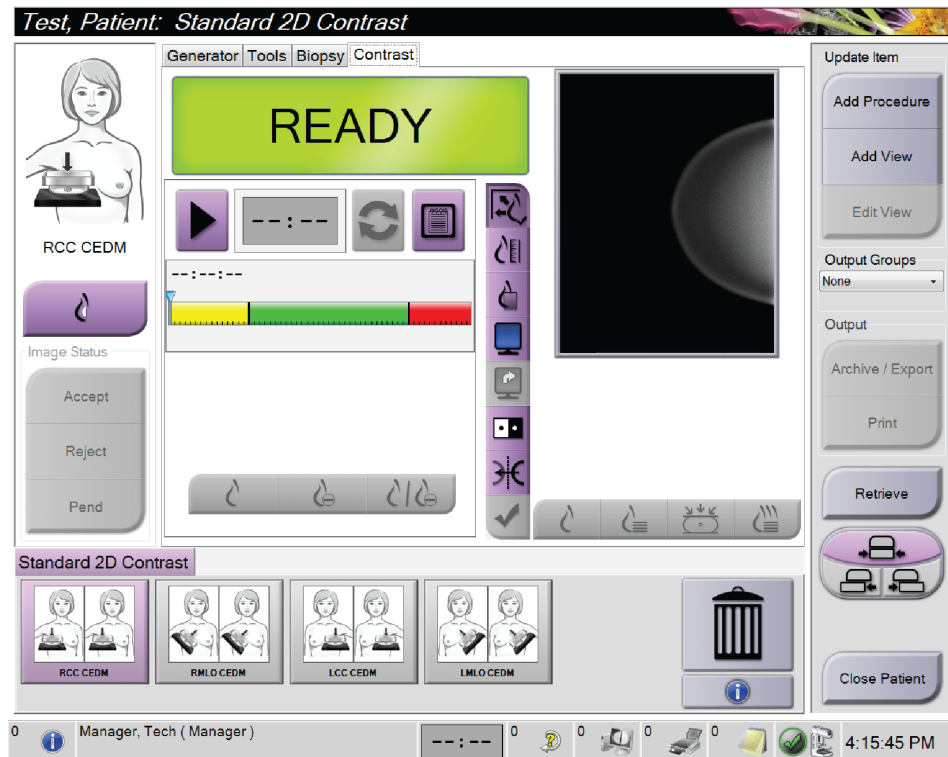 Test, Patient:  Standard 2D Contrast
Generator Tools Biopsy Contrast
READY
--:--
--:--:--
RCC CEDM
Image Status
Accept
Reject
Pend
Update Item
Add Procedure
Add View
Edit View
Output Groups
None
Output
Archive / Export
Print
Retrieve
Close Patient
Standard 2D Contrast
RCC CEDM
RMLO CEDM
LCC CEDM
LMLO CEDM
0 Manager, Tech ( Manager ) --:-- 0 0 0 0 4:15:45 PM